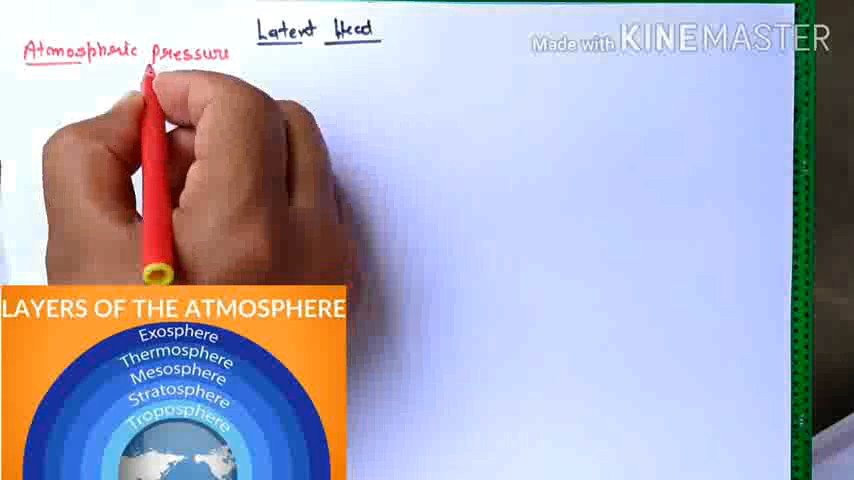 Latent Heat
Atmospheric Pressure
Made with KINEMASTER
LAYERS OF THE ATMOSPHERE
Exosphere
Thermosphere
Mesosphere
Stratosphere
Troposphere